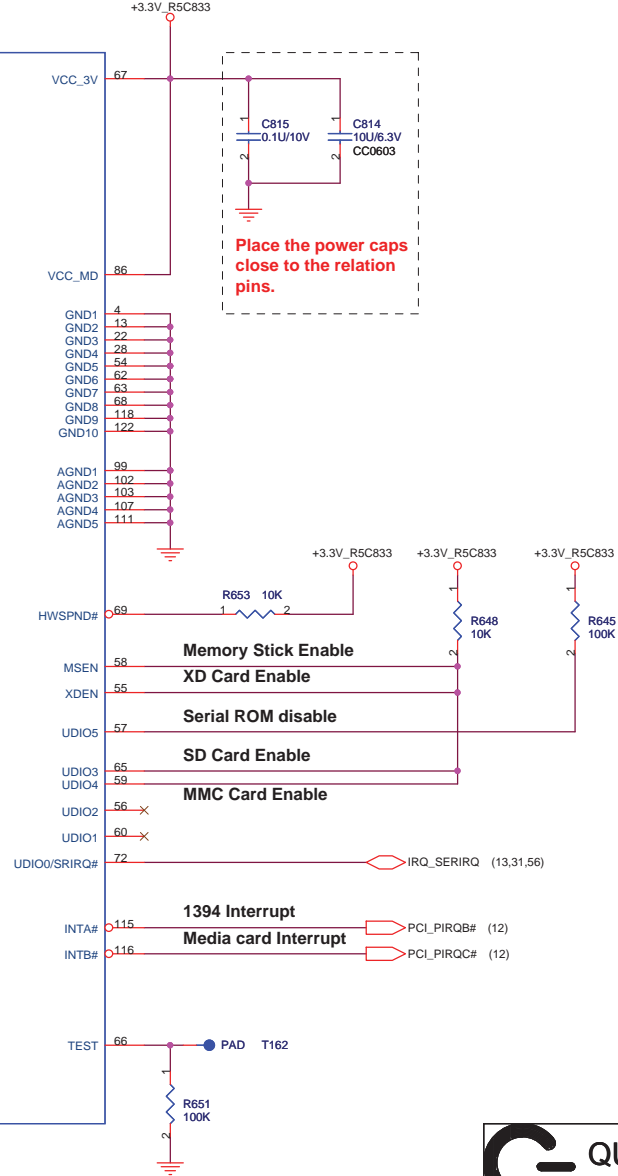 +3.3V_R5C833
VCC_3V 67
1 1
C815 C814
0.1U/10V 10U/6.3V
CC0603
2 2
Place the power caps
close to the relation
pins.
VCC_MD 86
GND1 4
GND2 13
GND3 22
GND4 28
GND5 54
GND6 62
GND7 63
GND8 68
GND9 118
GND10 122
AGND1 99
AGND2 102
AGND3 103
AGND4 107
AGND5 111
+3.3V_R5C833 +3.3V_R5C833 +3.3V_R5C833
R653 10K
HWSPND# 69 1 2
1 1
R648 R645
10K 100K
2 2
Memory Stick Enable
MSEN 58
XD Card Enable
XDEN 55
Serial ROM disable
UDIO5 57
SD Card Enable
UDIO3 65
UDIO4 59
MMC Card Enable
UDIO2 56
UDIO1 60
UDIO0/SRIRQ# 72 IRQ_SERIRQ (13,31,56)
1394 Interrupt
INTA# 115 PCI_PIRQB# (12)
Media card Interrupt
INTB# 116 PCI_PIRQC# (12)
TEST 66 PAD T162
1
R651
100K
2
QU